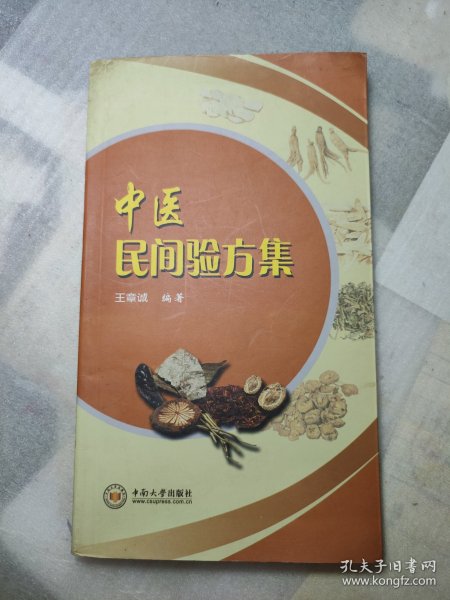 中医
民间验方集
王章诚 编著
中南大学出版社
www.csupress.com.cn
孔夫子旧书网
www.kongfz.com